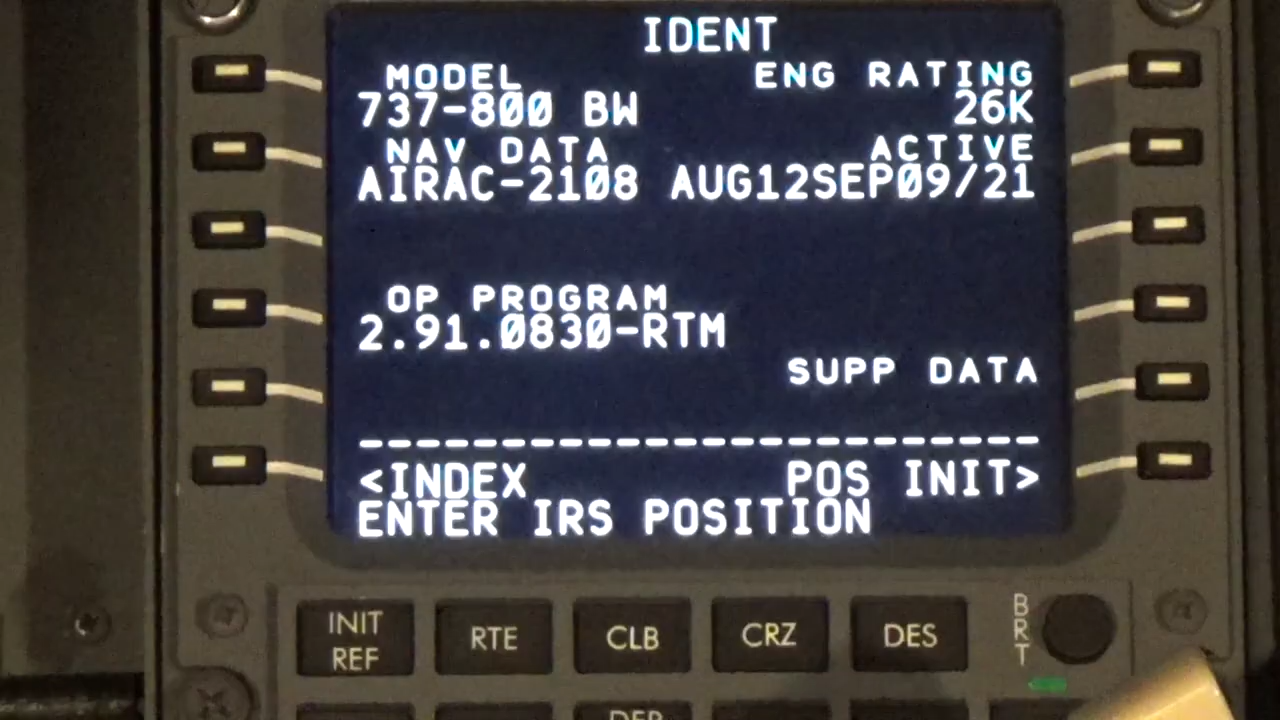 IDENT
MODEL ENG RATING
737-800 BW 26K
NAV DATA ACTIVE
AIRAC-2108 AUG12SEP09/21
OP PROGRAM
2.91.0830-RTM
SUPP DATA
------------------------
<INDEX POS INIT>
ENTER IRS POSITION
INIT REF RTE CLB CRZ DES BRT
DEP